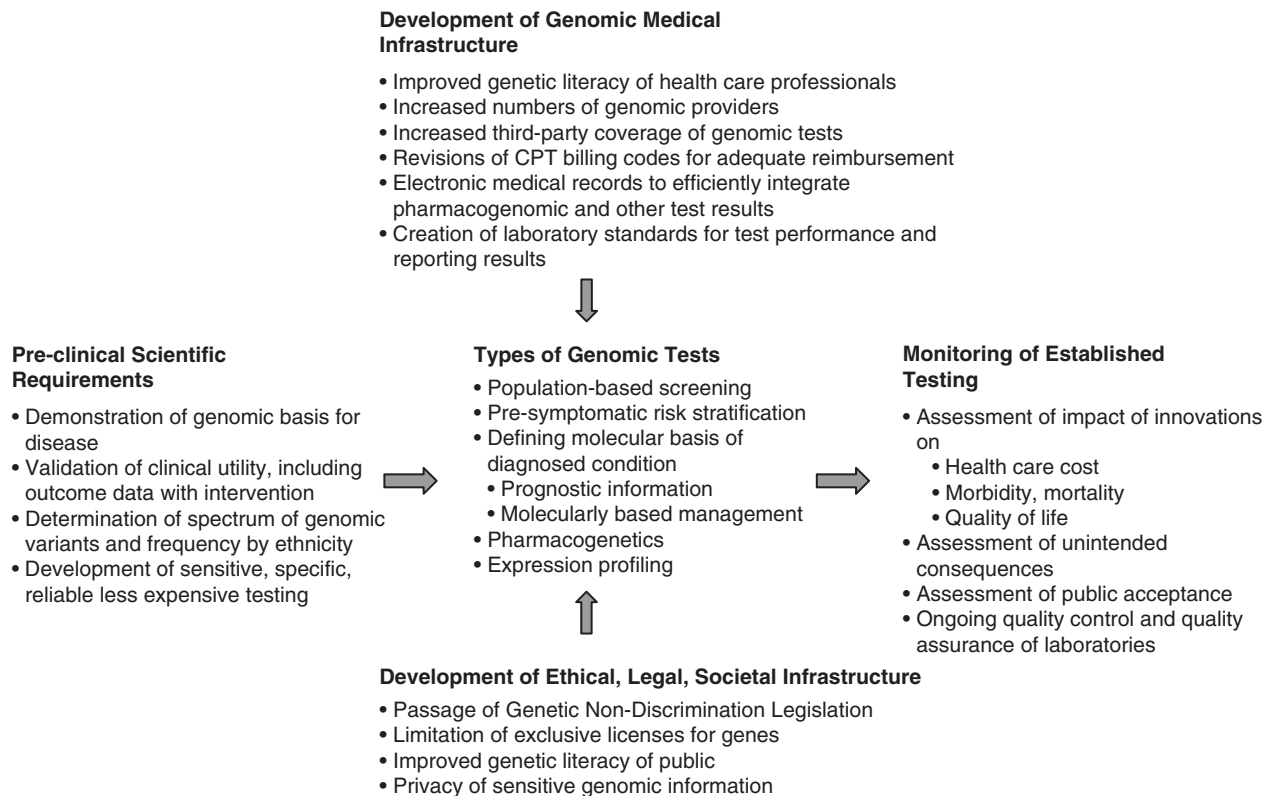 Development of Genomic Medical
Infrastructure
• Improved genetic literacy of health care professionals
• Increased numbers of genomic providers
• Increased third-party coverage of genomic tests
• Revisions of CPT billing codes for adequate reimbursement
• Electronic medical records to efficiently integrate
pharmacogenomic and other test results
• Creation of laboratory standards for test performance and
reporting results
Pre-clinical Scientific
Requirements
• Demonstration of genomic basis for
disease
• Validation of clinical utility, including
outcome data with intervention
• Determination of spectrum of genomic
variants and frequency by ethnicity
• Development of sensitive, specific,
reliable less expensive testing
Types of Genomic Tests
• Population-based screening
• Pre-symptomatic risk stratification
• Defining molecular basis of
diagnosed condition
• Prognostic information
• Molecularly based management
• Pharmacogenetics
• Expression profiling
Monitoring of Established
Testing
• Assessment of impact of innovations
on
• Health care cost
• Morbidity, mortality
• Quality of life
• Assessment of unintended
consequences
• Assessment of public acceptance
• Ongoing quality control and quality
assurance of laboratories
Development of Ethical, Legal, Societal Infrastructure
• Passage of Genetic Non-Discrimination Legislation
• Limitation of exclusive licenses for genes
• Improved genetic literacy of public
• Privacy of sensitive genomic information